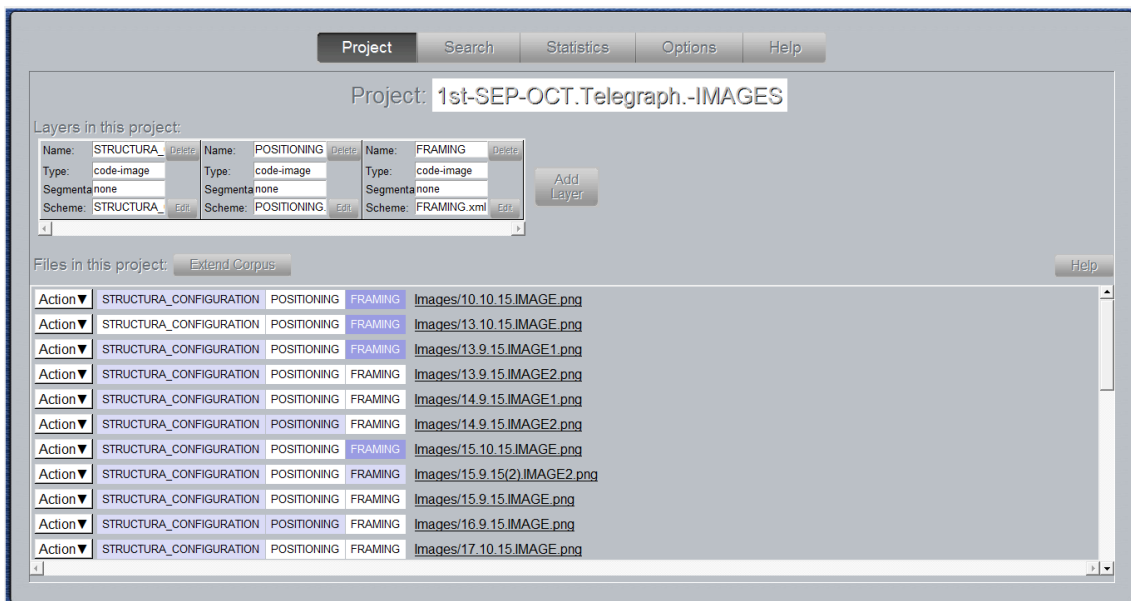 Project Search Statistics Options Help
Project: 1st-SEP-OCT.Telegraph.-IMAGES
Layers in this project:
Name: STRUCTURA_ Delete Name: POSITIONING Delete Name: FRAMING Delete
Type: code-image Type: code-image Type: code-image
Segmenta none Segmenta none Segmenta none
Scheme: STRUCTURA_ Edit Scheme: POSITIONING. Edit Scheme: FRAMING.xml Edit
Add
Layer
Files in this project: Extend Corpus Help
Action▼ STRUCTURA_CONFIGURATION POSITIONING FRAMING Images/10.10.15.IMAGE.png
Action▼ STRUCTURA_CONFIGURATION POSITIONING FRAMING Images/13.10.15.IMAGE.png
Action▼ STRUCTURA_CONFIGURATION POSITIONING FRAMING Images/13.9.15.IMAGE1.png
Action▼ STRUCTURA_CONFIGURATION POSITIONING FRAMING Images/13.9.15.IMAGE2.png
Action▼ STRUCTURA_CONFIGURATION POSITIONING FRAMING Images/14.9.15.IMAGE1.png
Action▼ STRUCTURA_CONFIGURATION POSITIONING FRAMING Images/14.9.15.IMAGE2.png
Action▼ STRUCTURA_CONFIGURATION POSITIONING FRAMING Images/15.10.15.IMAGE.png
Action▼ STRUCTURA_CONFIGURATION POSITIONING FRAMING Images/15.9.15(2).IMAGE2.png
Action▼ STRUCTURA_CONFIGURATION POSITIONING FRAMING Images/15.9.15.IMAGE.png
Action▼ STRUCTURA_CONFIGURATION POSITIONING FRAMING Images/16.9.15.IMAGE.png
Action▼ STRUCTURA_CONFIGURATION POSITIONING FRAMING Images/17.10.15.IMAGE.png